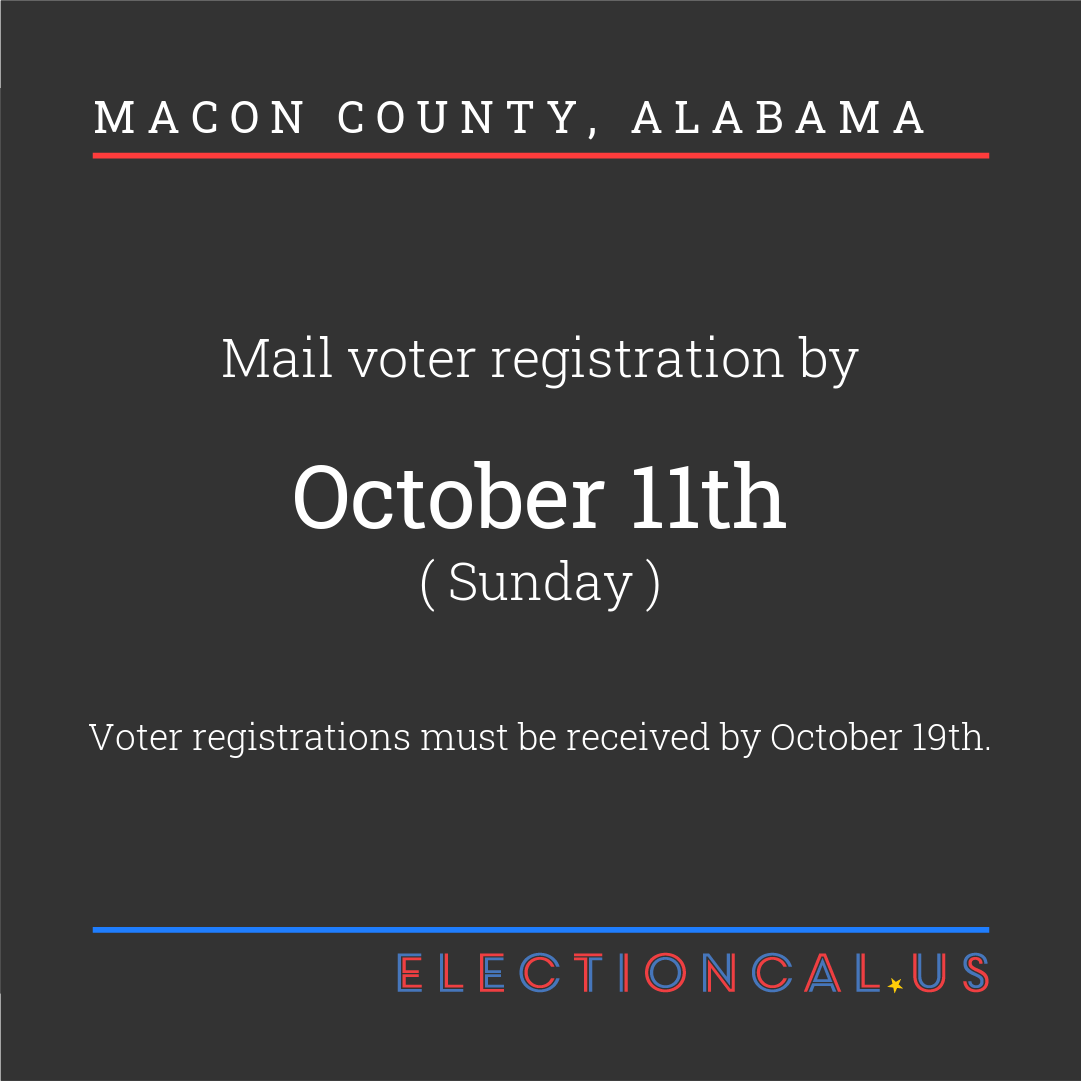 MACON COUNTY, ALABAMA
Mail voter registration by
October 11th
( Sunday )
Voter registrations must be received by October 19th.
ELECTIONCAL.US